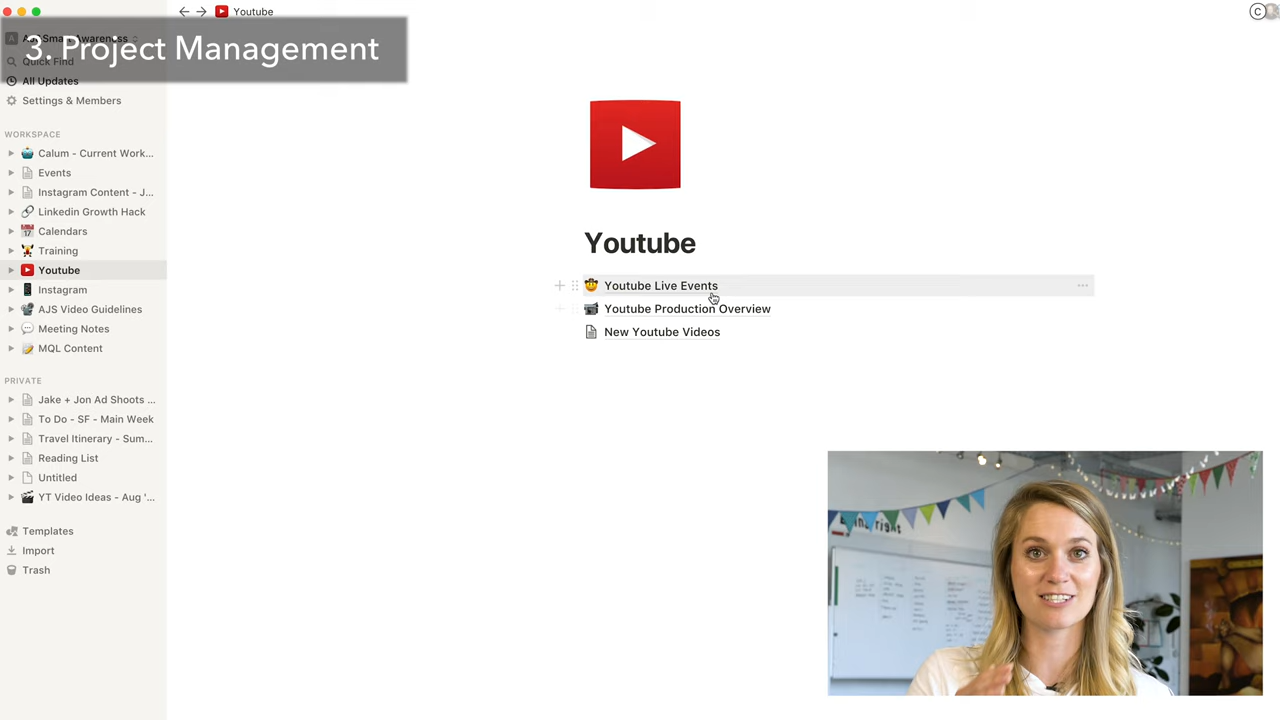 Youtube
C
3. Project Management
A
AJ Smart Awareness
Quick Find
All Updates
Settings & Members
WORKSPACE
Calum - Current Work...
Events
Instagram Content - J...
Linkedin Growth Hack
Calendars
Training
Youtube
Instagram
AJS Video Guidelines
Meeting Notes
MQL Content
PRIVATE
Jake + Jon Ad Shoots ...
To Do - SF - Main Week
Travel Itinerary - Sum...
Reading List
Untitled
YT Video Ideas - Aug '...
Templates
Import
Trash
Youtube
Youtube Live Events
Youtube Production Overview
New Youtube Videos